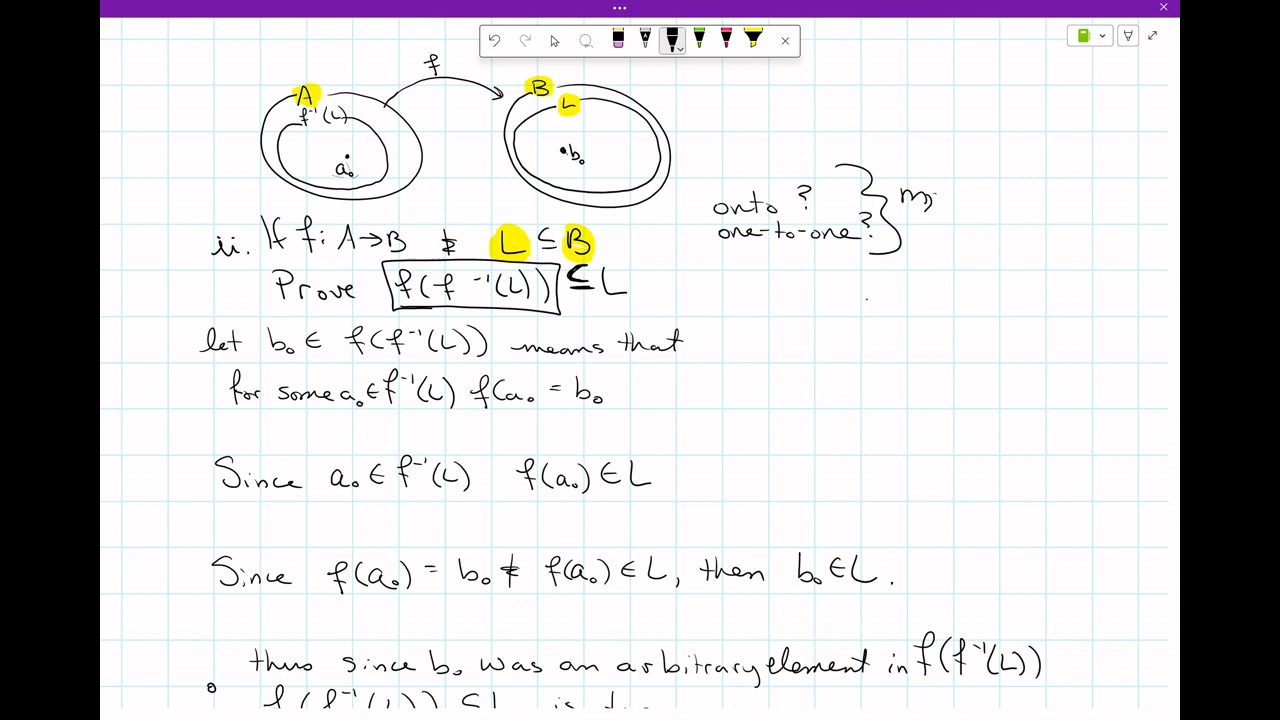 f
A
f⁻¹(L)
a₀
B
L
b₀
onto ?
one-to-one?
ii. If f: A→B & L ⊆ B
Prove f(f⁻¹(L)) ⊆ L
let b₀ ∈ f(f⁻¹(L)) means that
for some a₀ ∈ f⁻¹(L) f(a₀ = b₀
Since a₀ ∈ f⁻¹(L) f(a₀) ∈ L
Since f(a₀) = b₀ & f(a₀) ∈ L, then b₀ ∈ L.
thus since b₀ was an arbitrary element in f(f⁻¹(L))
f(f⁻¹(L)) ⊆ L is